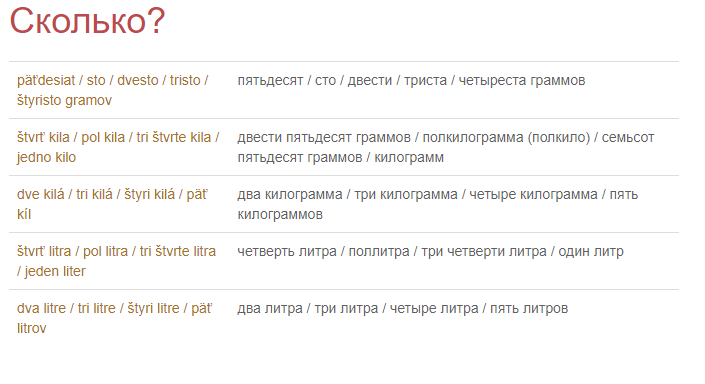 Сколько?
päťdesiat / sto / dvesto / tristo /
štyristo gramov
пятьдесят / сто / двести / триста / четыреста граммов
štvrť kila / pol kila / tri štvrte kila /
jedno kilo
двести пятьдесят граммов / полкилограмма (полкило) / семьсот
пятьдесят граммов / килограмм
dve kilá / tri kilá / štyri kilá / päť
kíl
два килограмма / три килограмма / четыре килограмма / пять
килограммов
štvrť litra / pol litra / tri štvrte litra
/ jeden liter
четверть литра / поллитра / три четверти литра / один литр
dva litre / tri litre / štyri litre / päť
litrov
два литра / три литра / четыре литра / пять литров